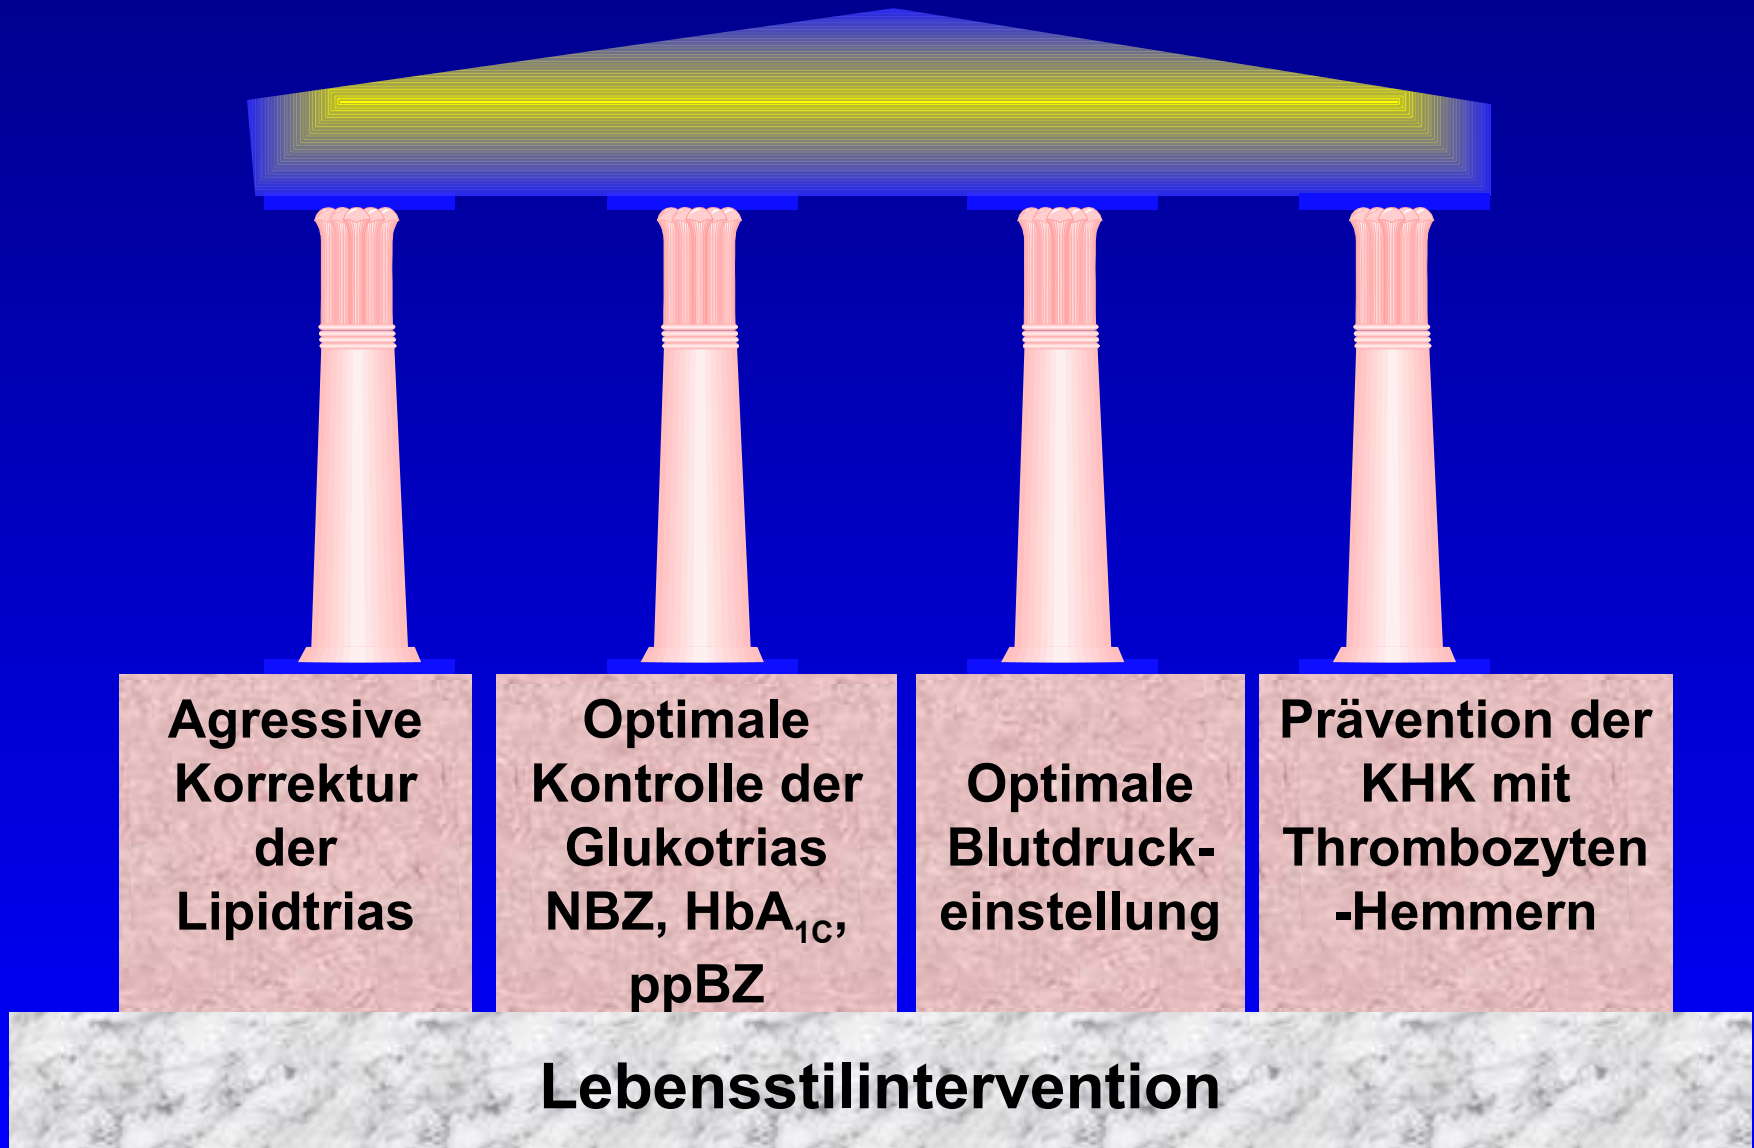 Agressive
Korrektur
der
Lipidtrias
Optimale
Kontrolle der
Glukotrias
NBZ, HbA1C,
ppBZ
Optimale
Blutdruck-
einstellung
Prävention der
KHK mit
Thrombozyten
-Hemmern
Lebensstilintervention